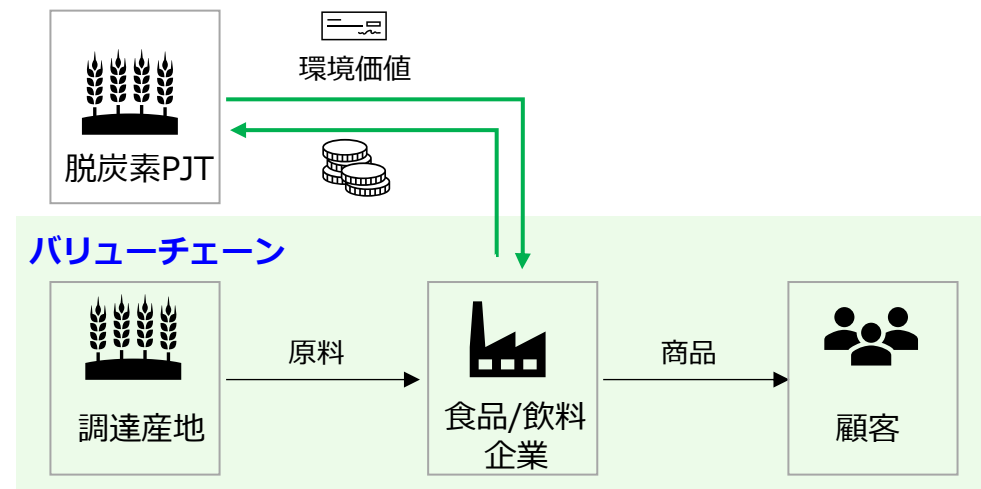 環境価値
脱炭素PJT
バリューチェーン
原料
商品
調達産地
食品/飲料
企業
顧客